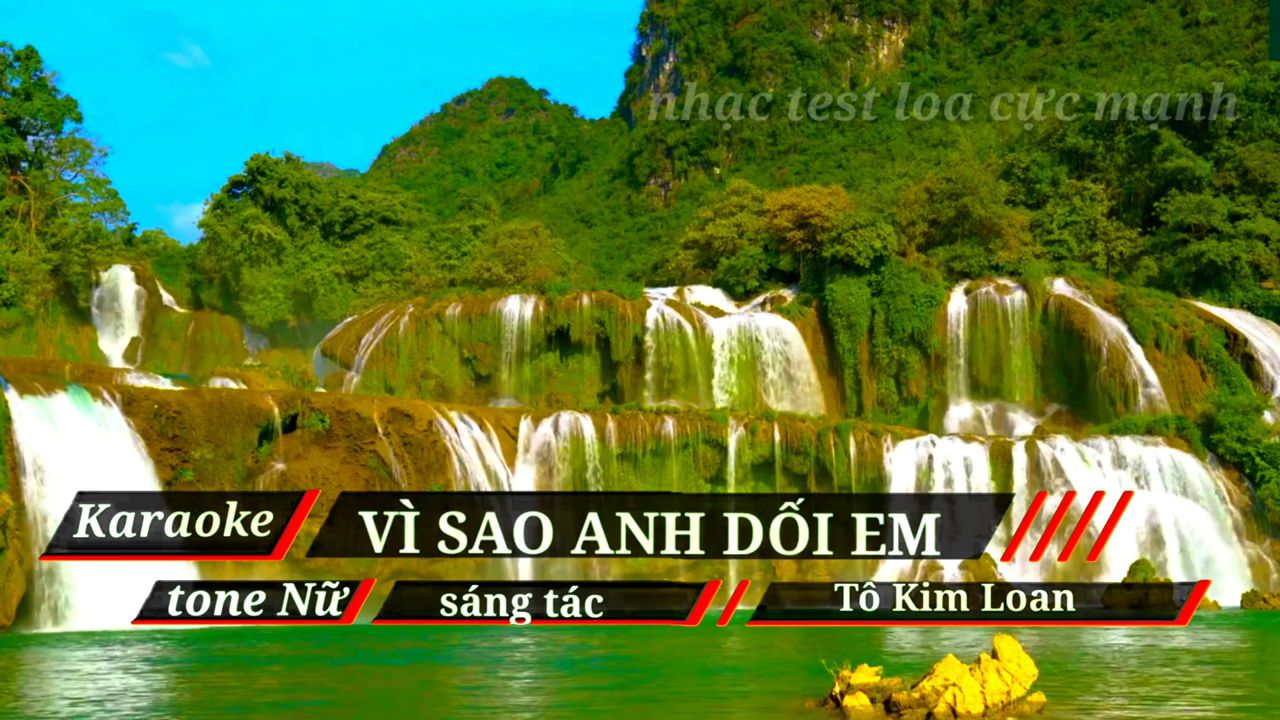 nhạc test loa cực mạnh
Karaoke VÌ SAO ANH DỐI EM
tone Nữ sáng tác Tô Kim Loan